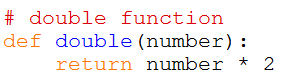 # double function
def double(number):
    return number * 2